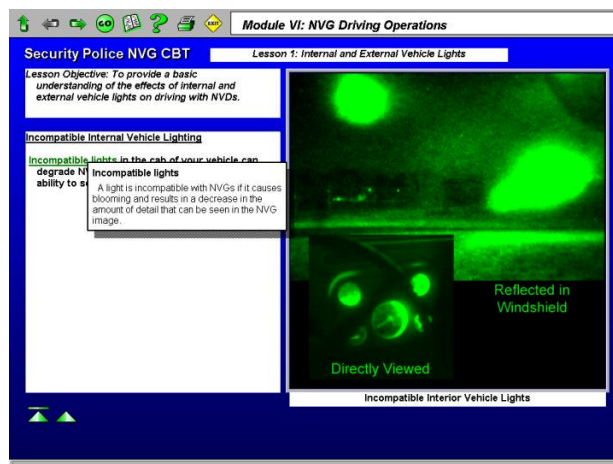 GO
?
EXIT
Module VI: NVG Driving Operations
Security Police NVG CBT
Lesson 1: Internal and External Vehicle Lights
Lesson Objective: To provide a basic
understanding of the effects of internal and
external vehicle lights on driving with NVDs.
Incompatible Internal Vehicle Lighting
Incompatible lights in the cab of your vehicle can
degrade
ability to
Incompatible lights
A light is incompatible with NVGs if it causes
blooming and results in a decrease in the
amount of detail that can be seen in the NVG
image.
Reflected in
Windshield
Directly Viewed
Incompatible Interior Vehicle Lights